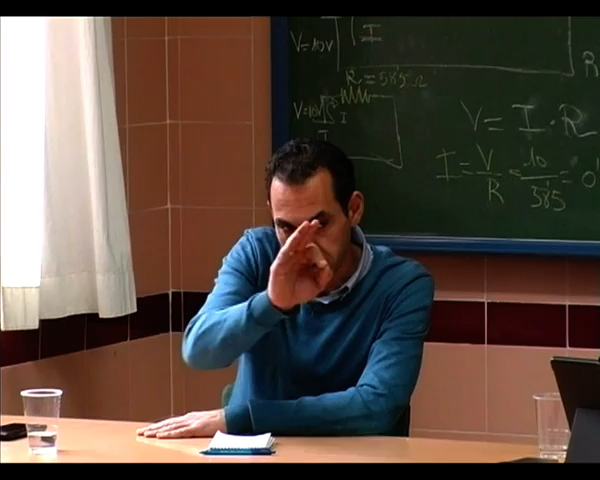 V=10V
I
R
R=585Ω
V=10V
I
I
V=I·R
I=V/R=10/585=0'